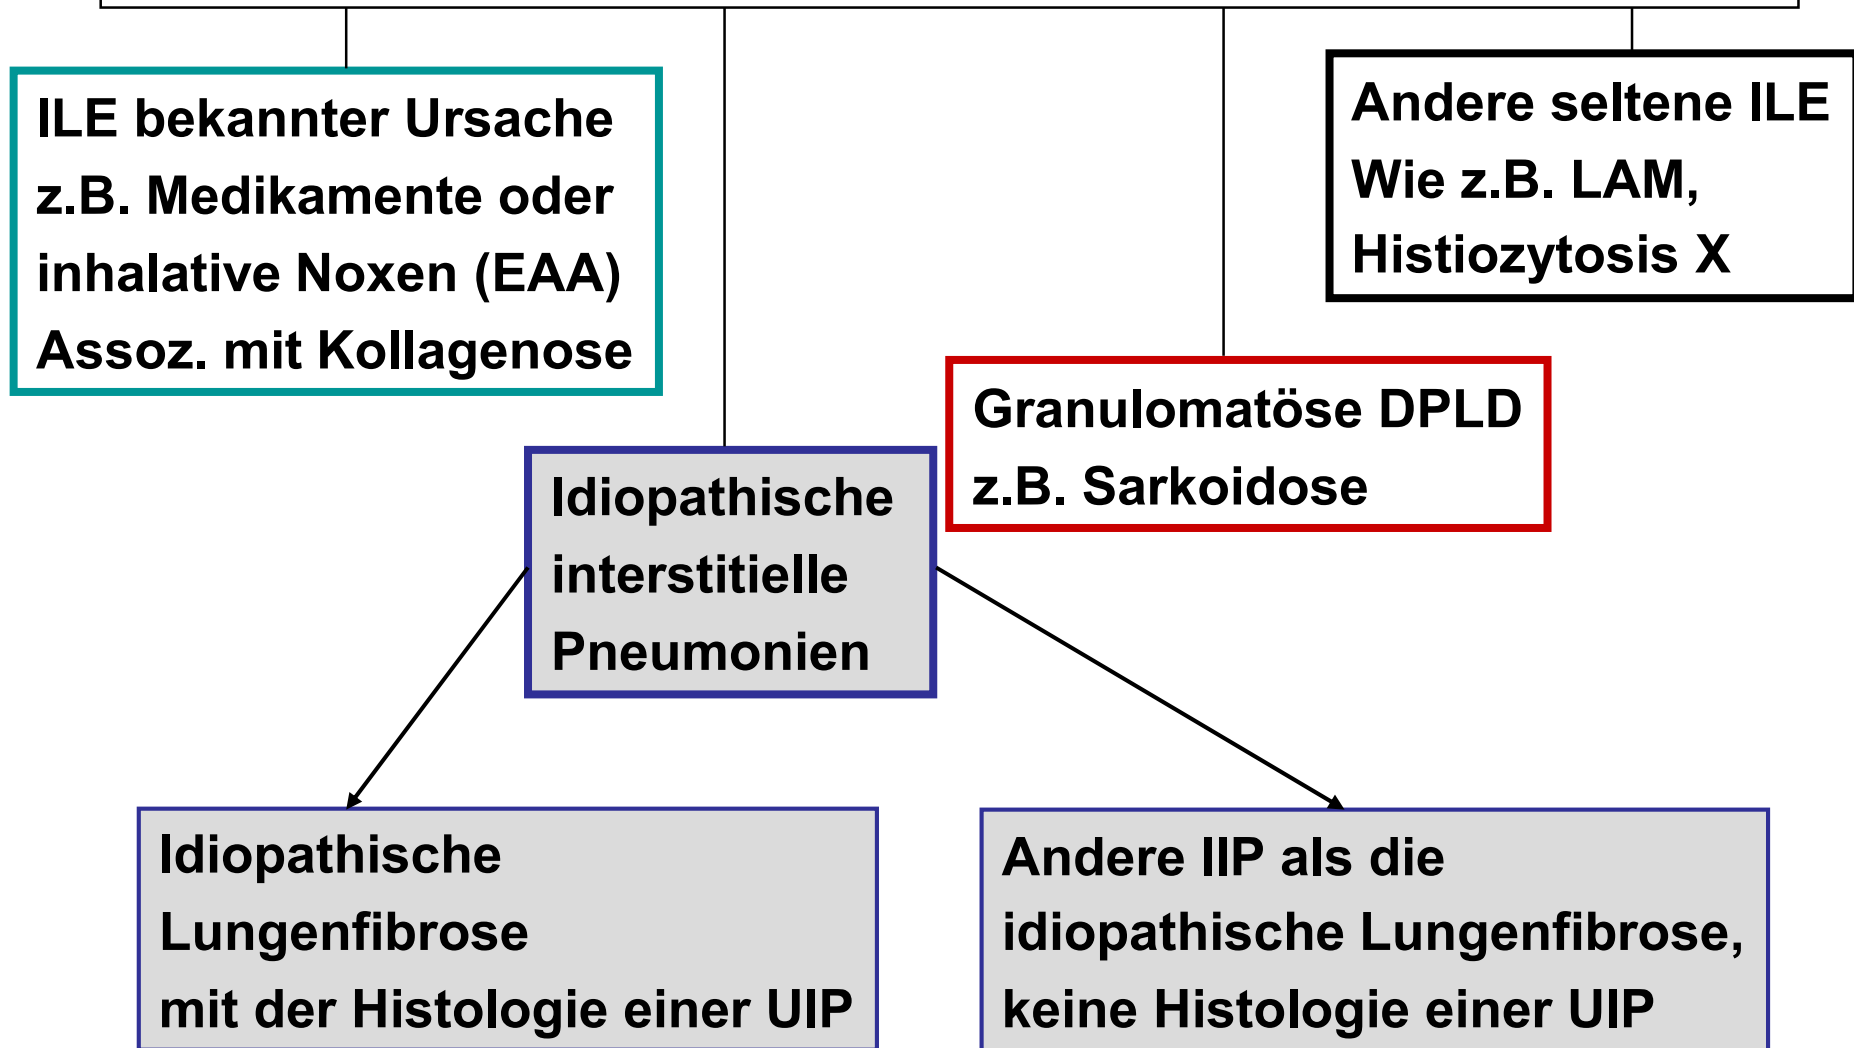 ILE bekannter Ursache
z.B. Medikamente oder
inhalative Noxen (EAA)
Assoz. mit Kollagenose
Andere seltene ILE
Wie z.B. LAM,
Histiozytosis X
Granulomatöse DPLD
z.B. Sarkoidose
Idiopathische
interstitielle
Pneumonien
Idiopathische
Lungenfibrose
mit der Histologie einer UIP
Andere IIP als die
idiopathische Lungenfibrose,
keine Histologie einer UIP